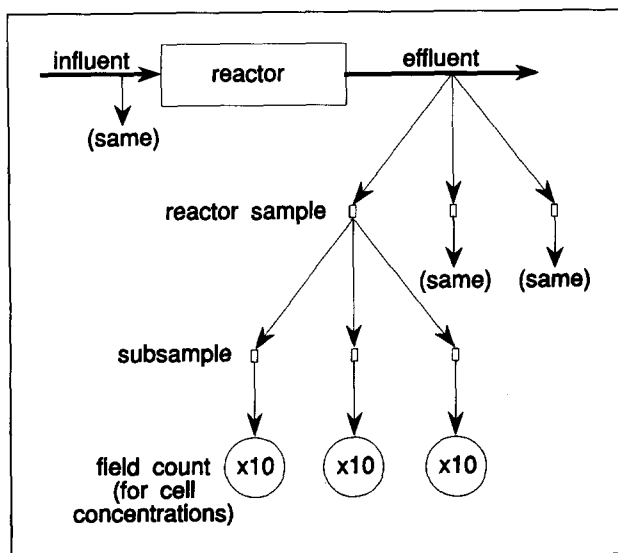 influent
reactor
effluent
(same)
reactor sample
(same)
(same)
subsample
x10
x10
x10
field count
(for cell
concentrations)